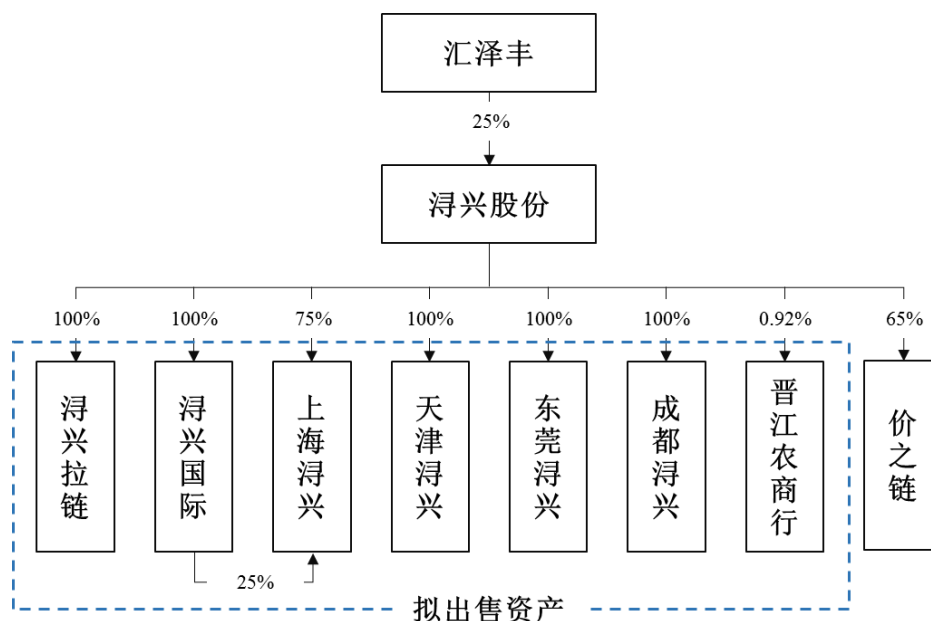 汇泽丰
25%
浔兴股份
100%
100%
75%
100%
100%
100%
0.92%
65%
浔兴拉链
浔兴国际
上海浔兴
天津浔兴
东莞浔兴
成都浔兴
晋江农商行
价之链
25%
拟出售资产